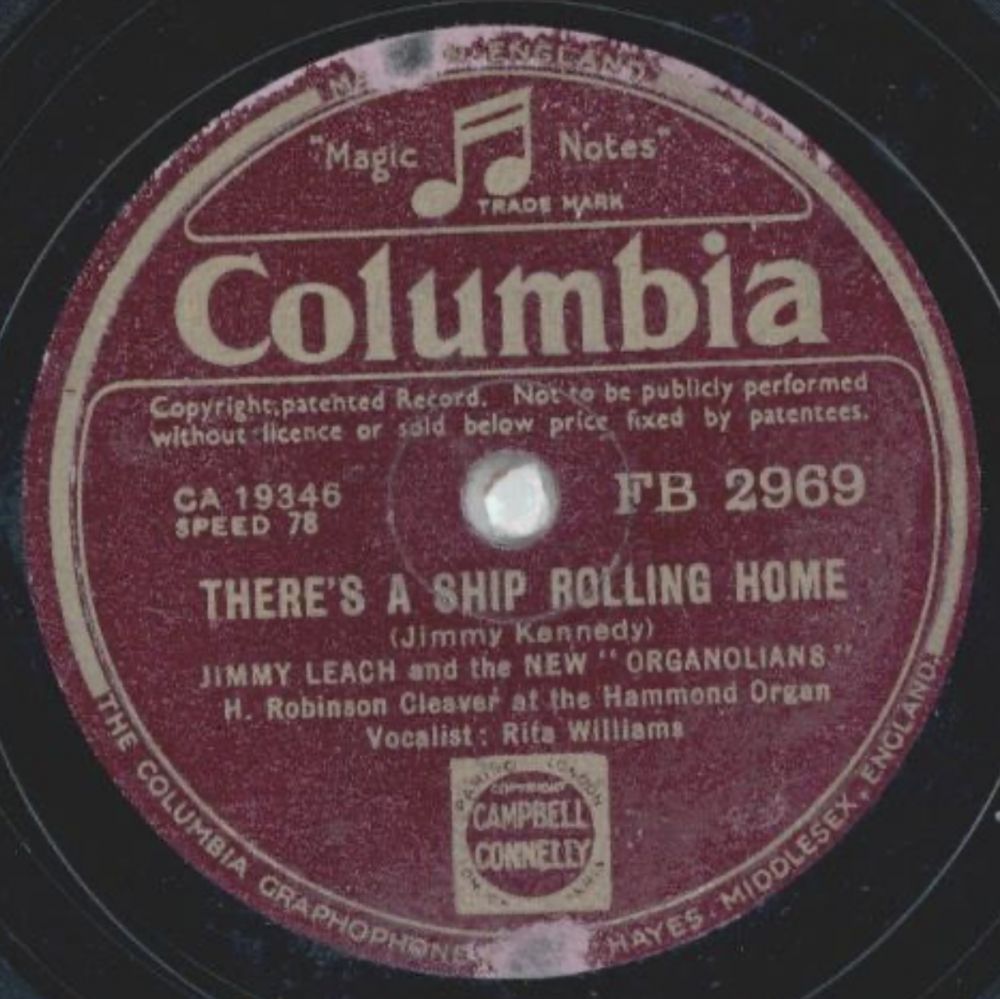 ENGLAND
"Magic Notes"
TRADE MARK
Columbia
Copyright, patented Record. Not to be publicly performed
without licence or sold below price fixed by patentees.
CA 19346
SPEED 78
FB 2969
THERE'S A SHIP ROLLING HOME
(Jimmy Kennedy)
JIMMY LEACH and the NEW "ORGANOLIANS"
H. Robinson Cleaver at the Hammond Organ
Vocalist: Rita Williams
LONDON
COPYRIGHT
CAMPBELL
CONNELLY
THE COLUMBIA GRAPHOPHONE
HAYES. MIDDLESEX, ENGLAND.